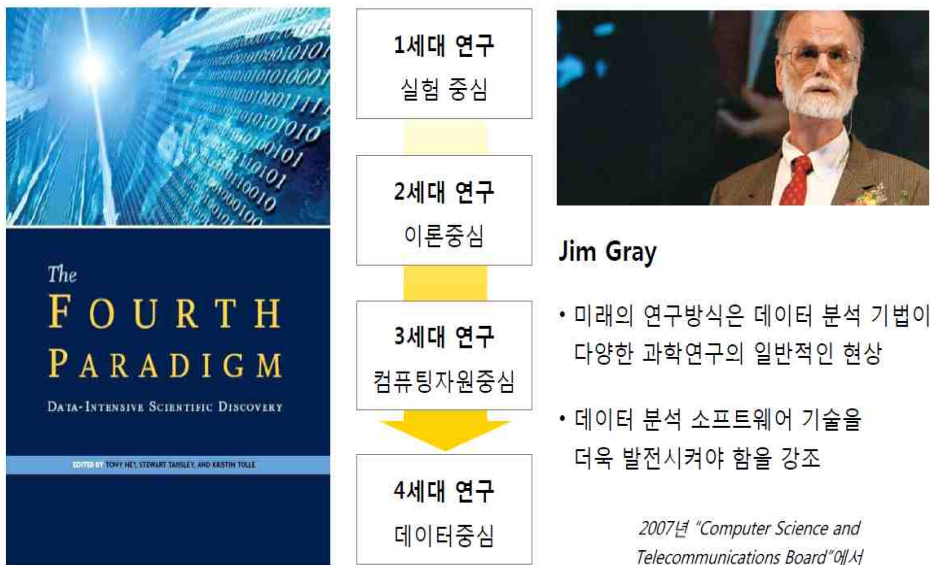 The
FOURTH
PARADIGM
DATA-INTENSIVE SCIENTIFIC DISCOVERY
EDITED BY TONY HEY, STEWART TANSLEY, AND KRISTIN TOLLE
1세대 연구
실험 중심
2세대 연구
이론중심
3세대 연구
컴퓨팅자원중심
4세대 연구
데이터중심
Jim Gray
• 미래의 연구방식은 데이터 분석 기법이
다양한 과학연구의 일반적인 현상
• 데이터 분석 소프트웨어 기술을
더욱 발전시켜야 함을 강조
2007년 "Computer Science and
Telecommunications Board"에서